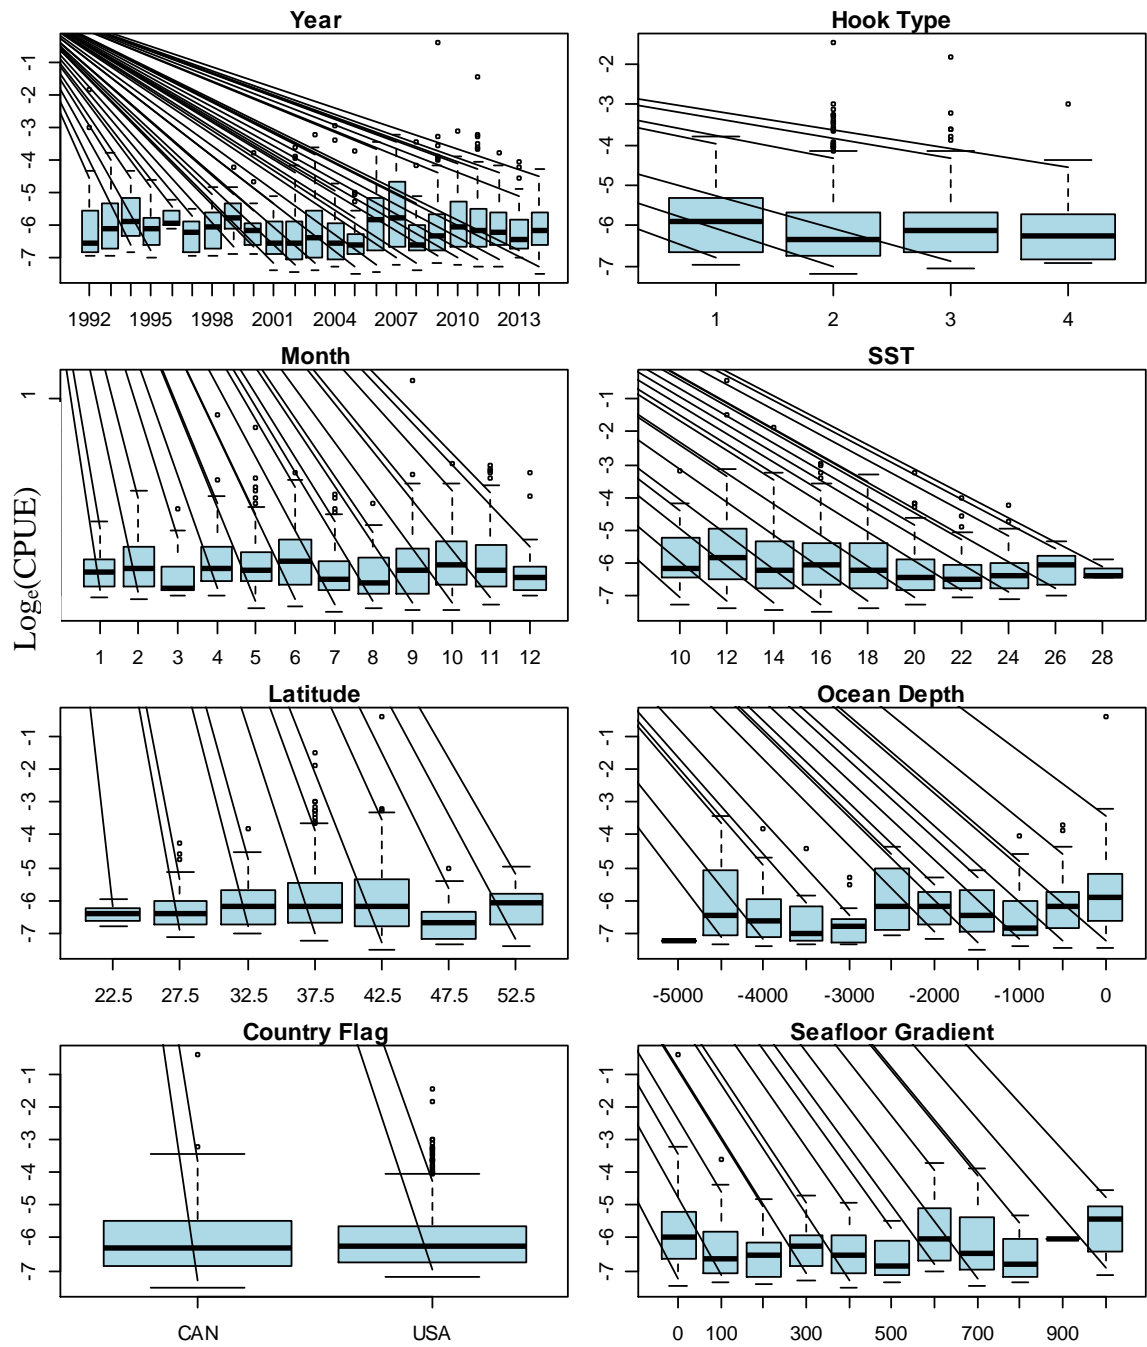 Year
-1
-2
-3
-4
-5
-6
-7
1992 1995 1998 2001 2004 2007 2010 2013
Hook Type
-2
-3
-4
-5
-6
-7
1 2 3 4
Month
1
1 2 3 4 5 6 7 8 9 10 11 12
SST
-1
-2
-3
-4
-5
-6
-7
10 12 14 16 18 20 22 24 26 28
Logₑ(CPUE)
Latitude
-1
-2
-3
-4
-5
-6
-7
22.5 27.5 32.5 37.5 42.5 47.5 52.5
Ocean Depth
-1
-2
-3
-4
-5
-6
-7
-5000 -4000 -3000 -2000 -1000 0
Country Flag
-1
-2
-3
-4
-5
-6
-7
CAN USA
Seafloor Gradient
-1
-2
-3
-4
-5
-6
-7
0 100 300 500 700 900